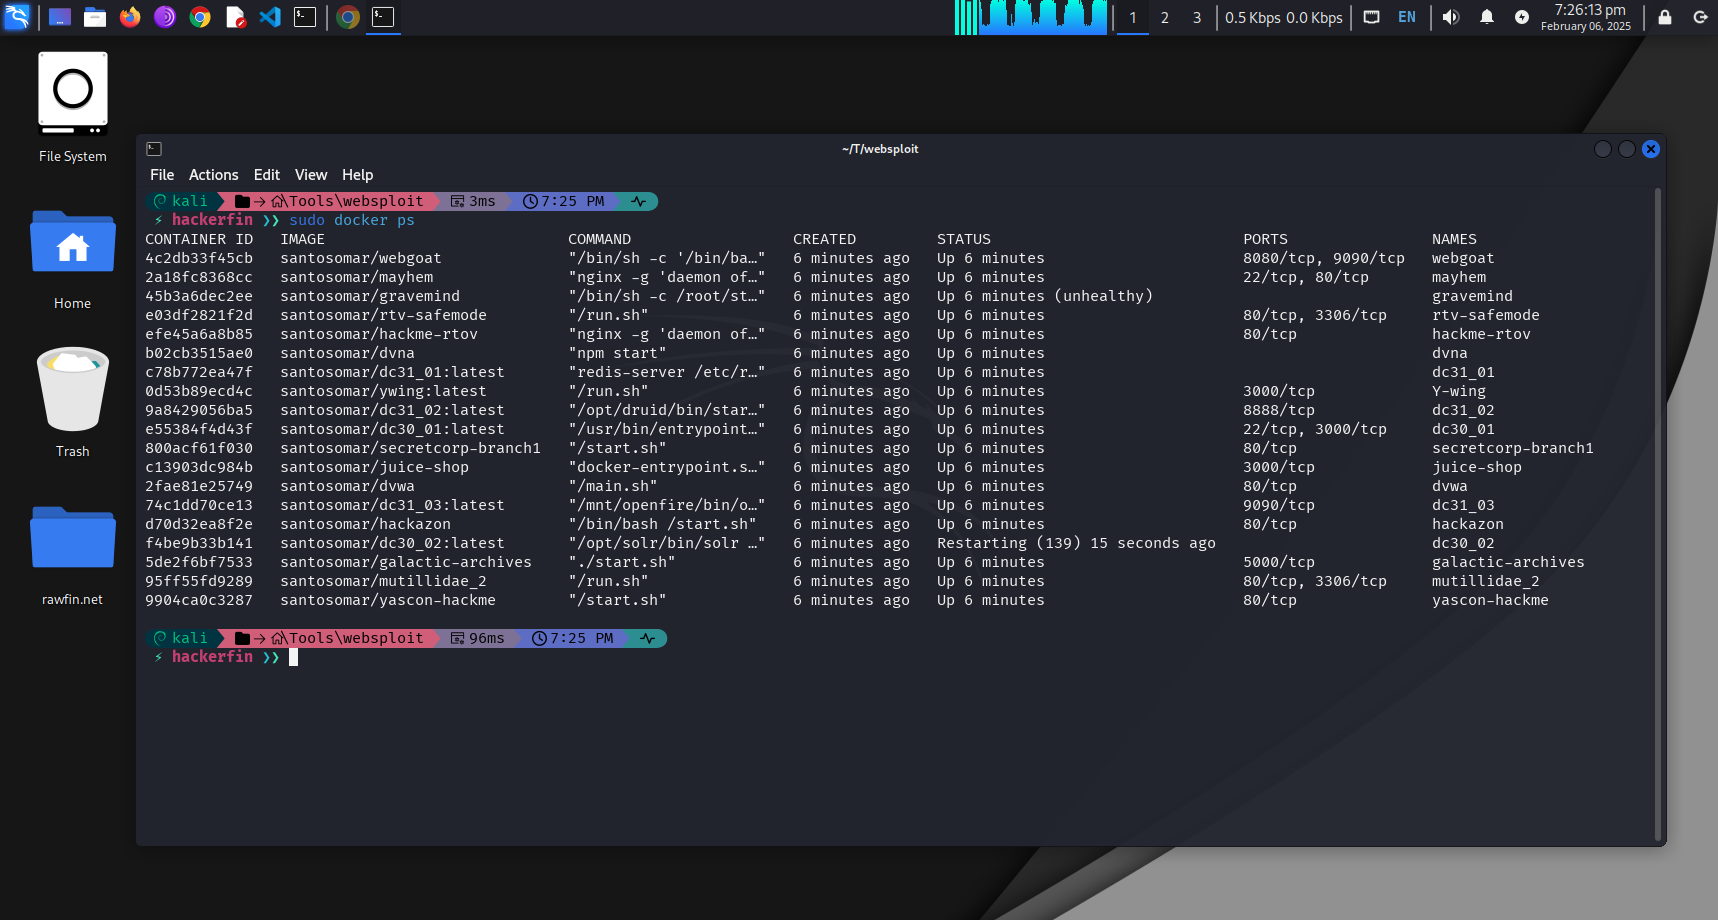 1 2 3 0.5 Kbps 0.0 Kbps EN 7:26:13 pm
February 06, 2025
File System
Home
Trash
rawfin.net
~/T/websploit
File Actions Edit View Help
kali → \Tools\websploit 3ms 7:25 PM
⚡ hackerfin ❯❯ sudo docker ps
CONTAINER ID IMAGE COMMAND CREATED STATUS PORTS NAMES
4c2db33f45cb santosomar/webgoat "/bin/sh -c '/bin/ba…" 6 minutes ago Up 6 minutes 8080/tcp, 9090/tcp webgoat
2a18fc8368cc santosomar/mayhem "nginx -g 'daemon of…" 6 minutes ago Up 6 minutes 22/tcp, 80/tcp mayhem
45b3a6dec2ee santosomar/gravemind "/bin/sh -c /root/st…" 6 minutes ago Up 6 minutes (unhealthy) gravemind
e03df2821f2d santosomar/rtv-safemode "/run.sh" 6 minutes ago Up 6 minutes 80/tcp, 3306/tcp rtv-safemode
efe45a6a8b85 santosomar/hackme-rtov "nginx -g 'daemon of…" 6 minutes ago Up 6 minutes 80/tcp hackme-rtov
b02cb3515ae0 santosomar/dvna "npm start" 6 minutes ago Up 6 minutes dvna
c78b772ea47f santosomar/dc31_01:latest "redis-server /etc/r…" 6 minutes ago Up 6 minutes dc31_01
0d53b89ecd4c santosomar/ywing:latest "/run.sh" 6 minutes ago Up 6 minutes 3000/tcp Y-wing
9a8429056ba5 santosomar/dc31_02:latest "/opt/druid/bin/star…" 6 minutes ago Up 6 minutes 8888/tcp dc31_02
e55384f4d43f santosomar/dc30_01:latest "/usr/bin/entrypoint…" 6 minutes ago Up 6 minutes 22/tcp, 3000/tcp dc30_01
800acf61f030 santosomar/secretcorp-branch1 "/start.sh" 6 minutes ago Up 6 minutes 80/tcp secretcorp-branch1
c13903dc984b santosomar/juice-shop "docker-entrypoint.s…" 6 minutes ago Up 6 minutes 3000/tcp juice-shop
2fae81e25749 santosomar/dvwa "/main.sh" 6 minutes ago Up 6 minutes 80/tcp dvwa
74c1dd70ce13 santosomar/dc31_03:latest "/mnt/openfire/bin/o…" 6 minutes ago Up 6 minutes 9090/tcp dc31_03
d70d32ea8f2e santosomar/hackazon "/bin/bash /start.sh" 6 minutes ago Up 6 minutes 80/tcp hackazon
f4be9b33b141 santosomar/dc30_02:latest "/opt/solr/bin/solr …" 6 minutes ago Restarting (139) 15 seconds ago dc30_02
5de2f6bf7533 santosomar/galactic-archives "./start.sh" 6 minutes ago Up 6 minutes 5000/tcp galactic-archives
95ff55fd9289 santosomar/mutillidae_2 "/run.sh" 6 minutes ago Up 6 minutes 80/tcp, 3306/tcp mutillidae_2
9904ca0c3287 santosomar/yascon-hackme "/start.sh" 6 minutes ago Up 6 minutes 80/tcp yascon-hackme
kali → \Tools\websploit 96ms 7:25 PM
⚡ hackerfin ❯❯